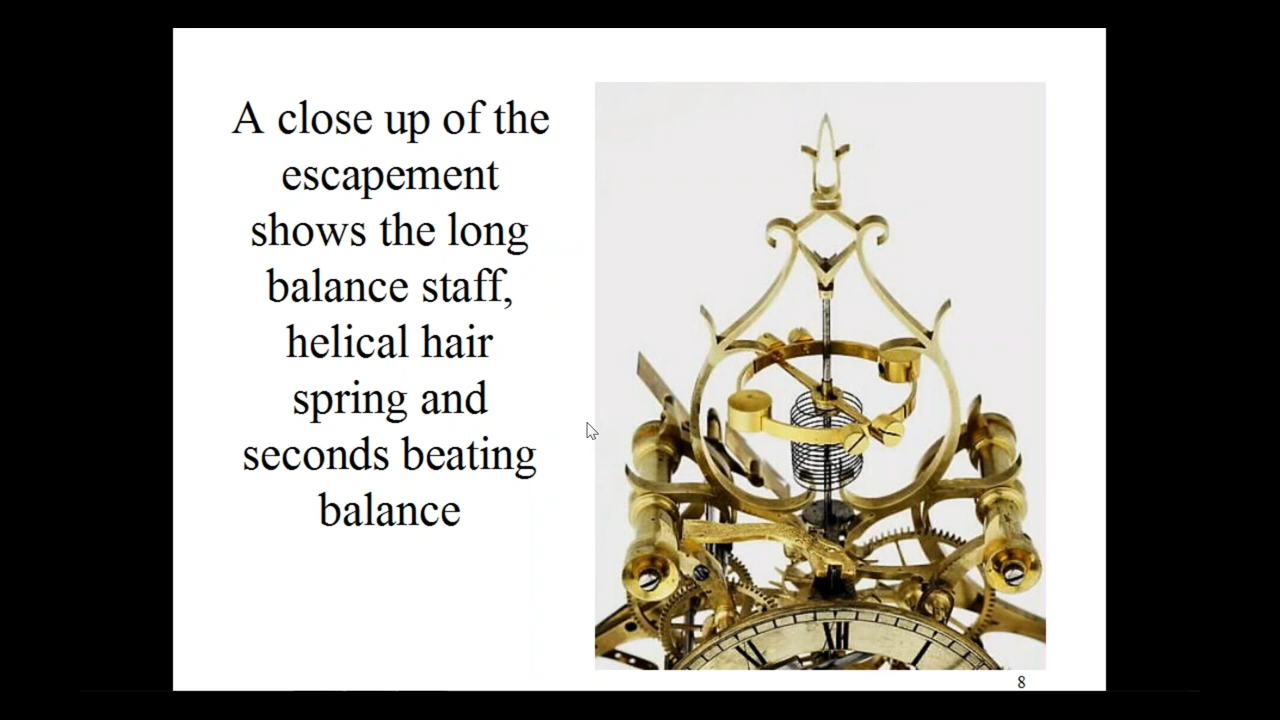 A close up of the
escapement
shows the long
balance staff,
helical hair
spring and
seconds beating
balance
XII
8